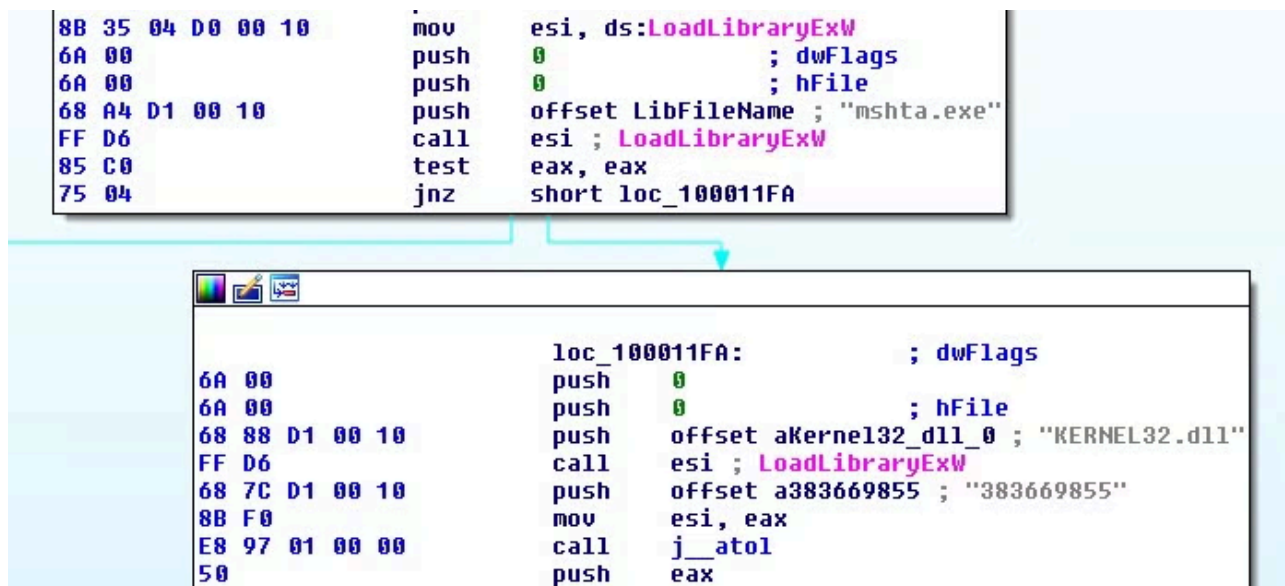 8B 35 04 D0 00 10 mov esi, ds:LoadLibraryExW
6A 00 push 0 ; dwFlags
6A 00 push 0 ; hFile
68 A4 D1 00 10 push offset LibFileName ; "mshta.exe"
FF D6 call esi ; LoadLibraryExW
85 C0 test eax, eax
75 04 jnz short loc_100011FA
loc_100011FA: ; dwFlags
6A 00 push 0
6A 00 push 0 ; hFile
68 88 D1 00 10 push offset aKernel32_dll_0 ; "KERNEL32.dll"
FF D6 call esi ; LoadLibraryExW
68 7C D1 00 10 push offset a383669855 ; "383669855"
8B F0 mov esi, eax
E8 97 01 00 00 call j__atol
50 push eax